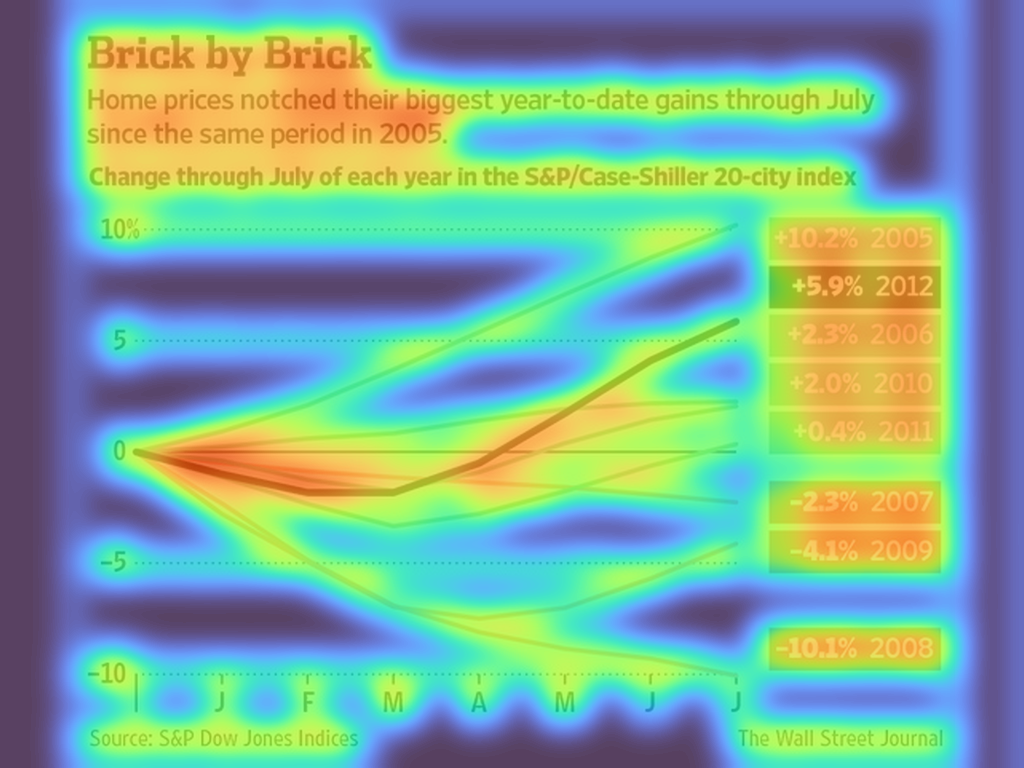 Brick by Brick
Home prices notched their biggest year-to-date gains through July
since the same period in 2005.
Change through July of each year in the S&P/Case-Shiller 20-city index
10%
5
0
–5
–10
J F M A M J J
+10.2% 2005
+5.9% 2012
+2.3% 2006
+2.0% 2010
+0.4% 2011
–2.3% 2007
–4.1% 2009
–10.1% 2008
Source: S&P Dow Jones Indices
The Wall Street Journal